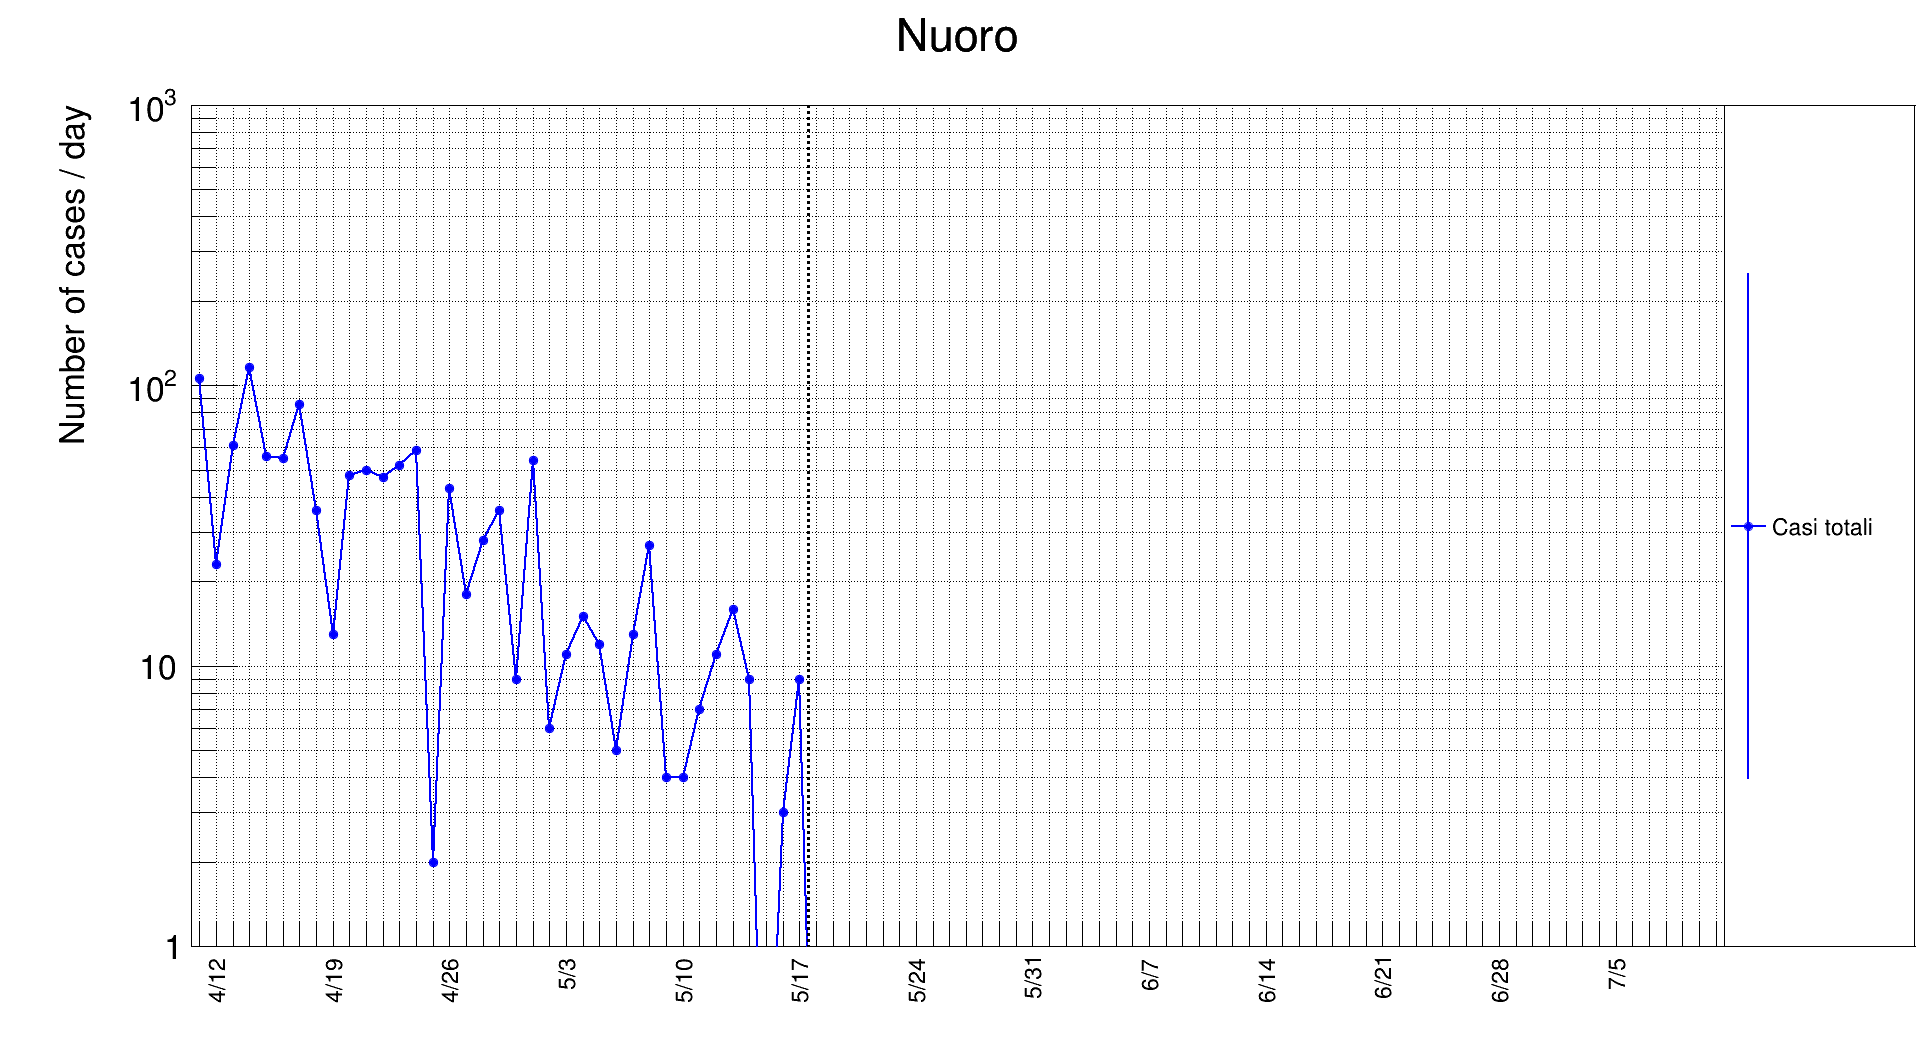 Nuoro
Number of cases / day
10³
10²
10
1
4/12 4/19 4/26 5/3 5/10 5/17 5/24 5/31 6/7 6/14 6/21 6/28 7/5
Casi totali